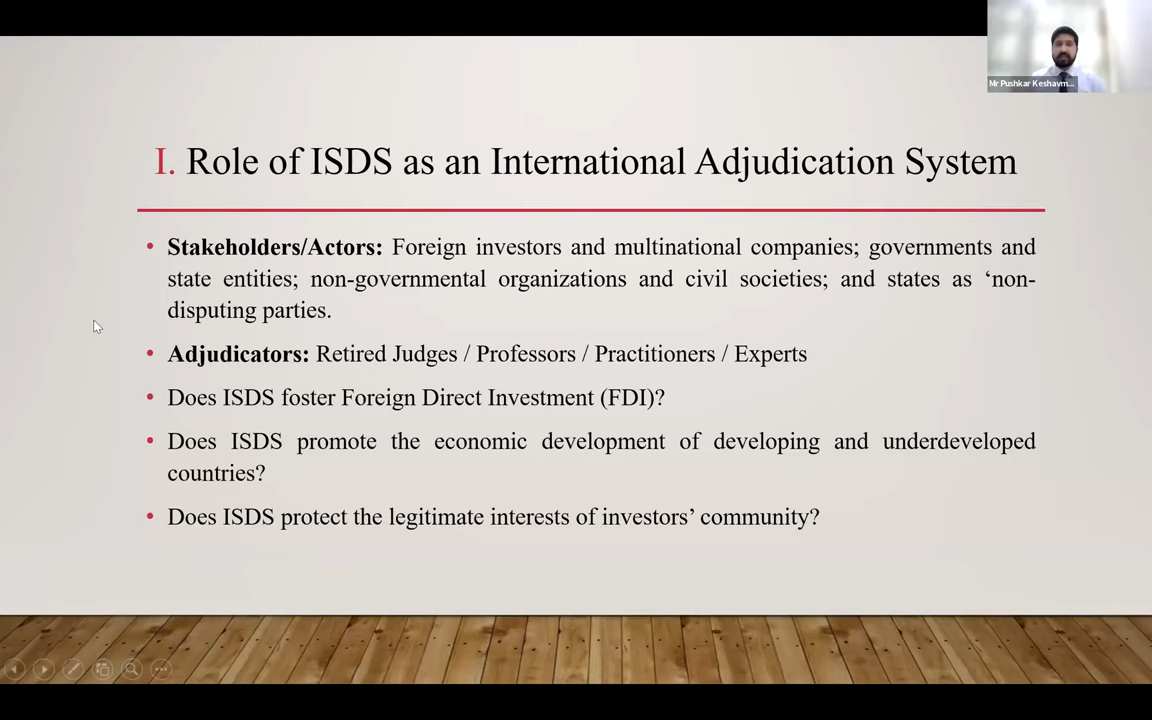 Mr Pushkar Keshavm...
I. Role of ISDS as an International Adjudication System
• Stakeholders/Actors: Foreign investors and multinational companies; governments and
state entities; non-governmental organizations and civil societies; and states as ‘non-
disputing parties.
• Adjudicators: Retired Judges / Professors / Practitioners / Experts
• Does ISDS foster Foreign Direct Investment (FDI)?
• Does ISDS promote the economic development of developing and underdeveloped
countries?
• Does ISDS protect the legitimate interests of investors’ community?